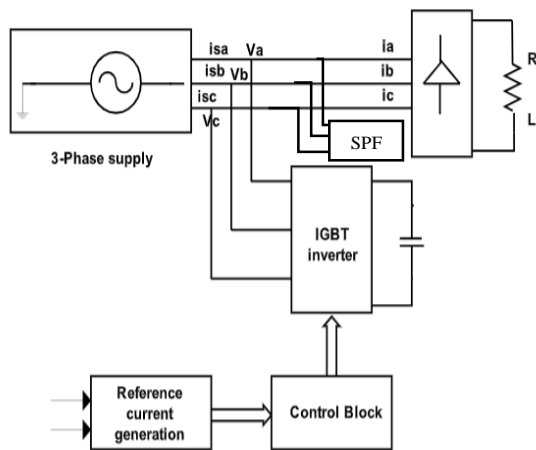 isa Va ia
isb Vb ib
isc ic
Vc
R
L
SPF
3-Phase supply
IGBT
inverter
Reference
current
generation
Control Block